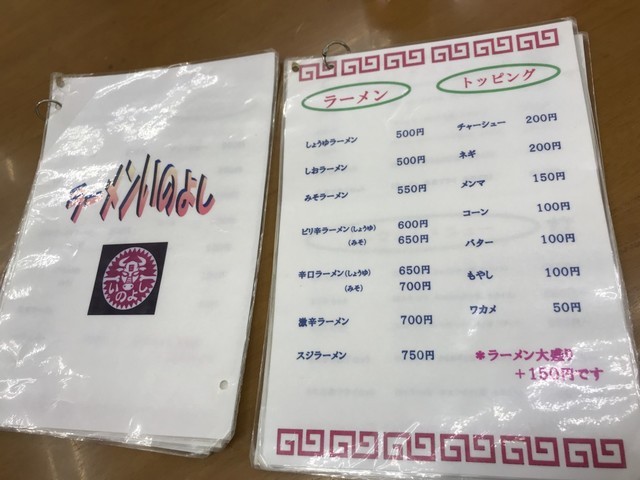 ラーメンいのよし
いのよし
ラーメン
しょうゆラーメン 500円
しおラーメン 500円
みそラーメン 550円
ピリ辛ラーメン(しょうゆ) 600円
(みそ) 650円
辛口ラーメン(しょうゆ) 650円
(みそ) 700円
激辛ラーメン 700円
スジラーメン 750円
トッピング
チャーシュー 200円
ネギ 200円
メンマ 150円
コーン 100円
バター 100円
もやし 100円
ワカメ 50円
*ラーメン大盛り
+150円です